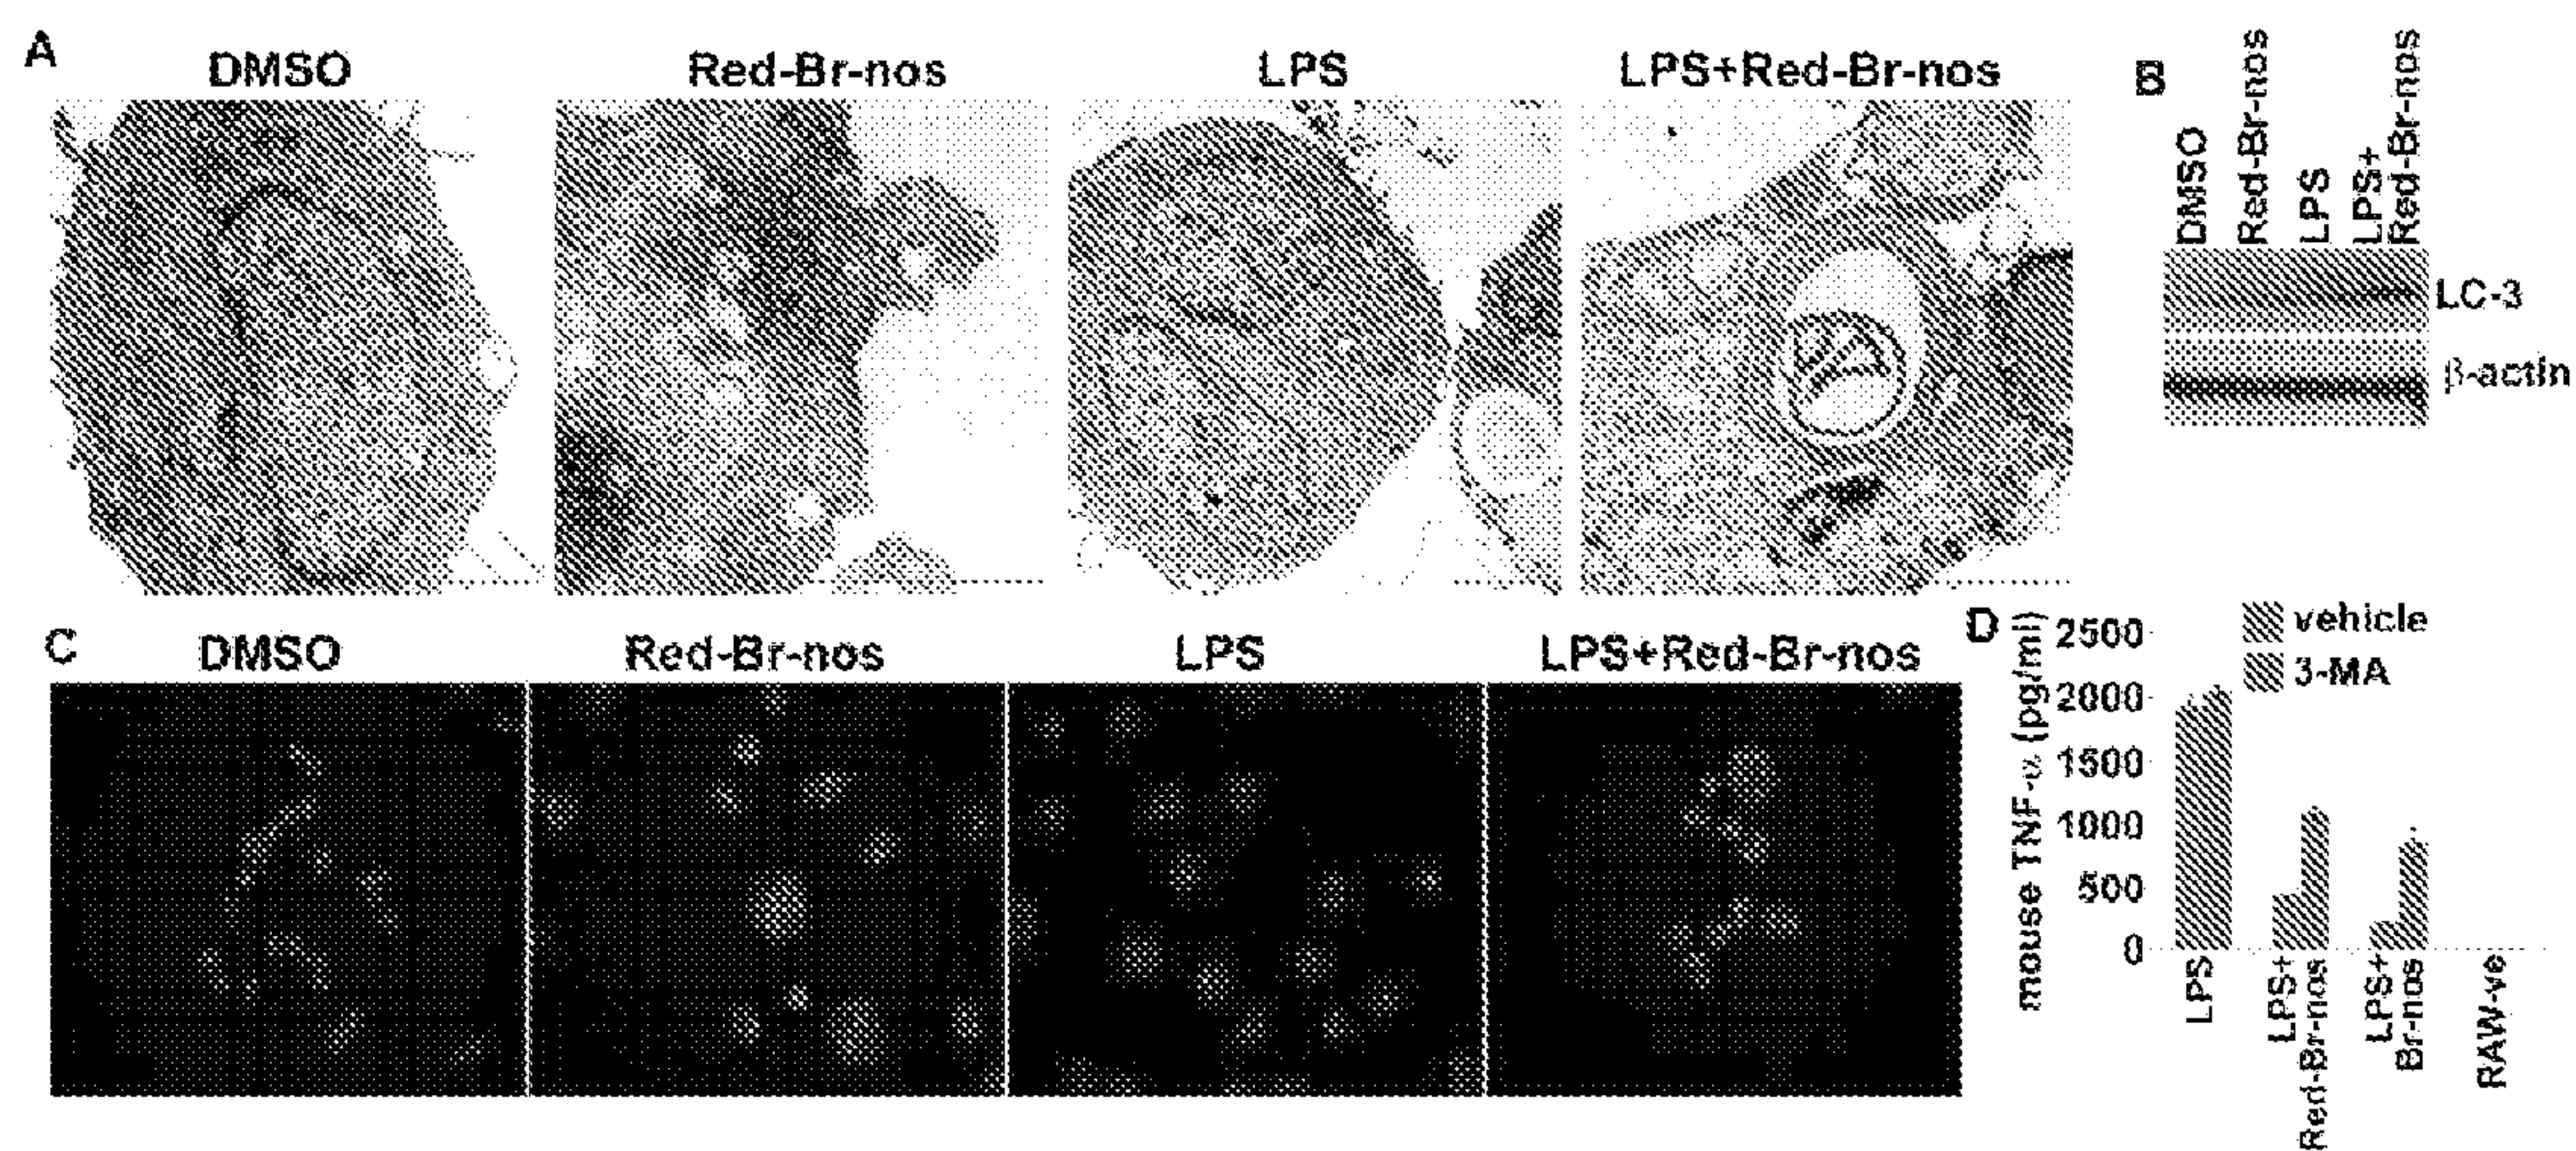 A
DMSO
Red-Br-nos
LPS
LPS+Red-Br-nos
B
DMSO
Red-Br-nos
LPS
LPS+
Red-Br-nos
LC-3
β-actin
C
DMSO
Red-Br-nos
LPS
LPS+Red-Br-nos
D
mouse TNF-α (pg/ml)
2500
2000
1500
1000
500
0
vehicle
3-MA
LPS
LPS+
Red-Br-nos
LPS+
Br-nos
RAW-ve